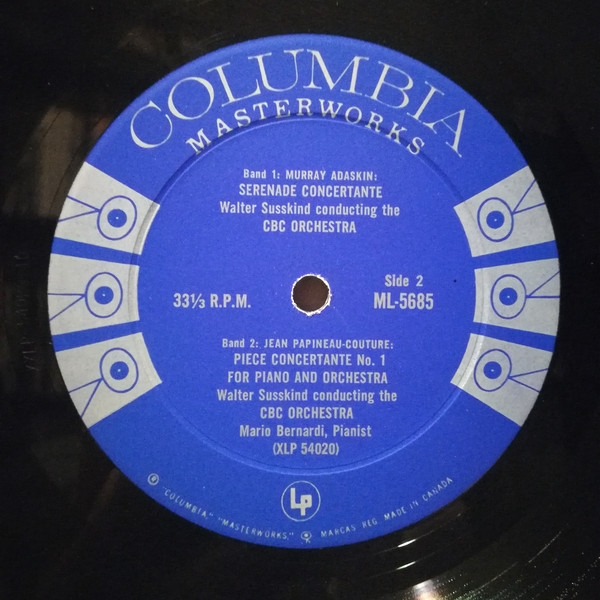 COLUMBIA
MASTERWORKS
Band 1: MURRAY ADASKIN:
SERENADE CONCERTANTE
Walter Susskind conducting the
CBC ORCHESTRA
33⅓ R.P.M.
Side 2
ML-5685
Band 2: JEAN PAPINEAU-COUTURE:
PIECE CONCERTANTE No. 1
FOR PIANO AND ORCHESTRA
Walter Susskind conducting the
CBC ORCHESTRA
Mario Bernardi, Pianist
(XLP 54020)
LP
"COLUMBIA," "MASTERWORKS," MARCAS REG. MADE IN CANADA